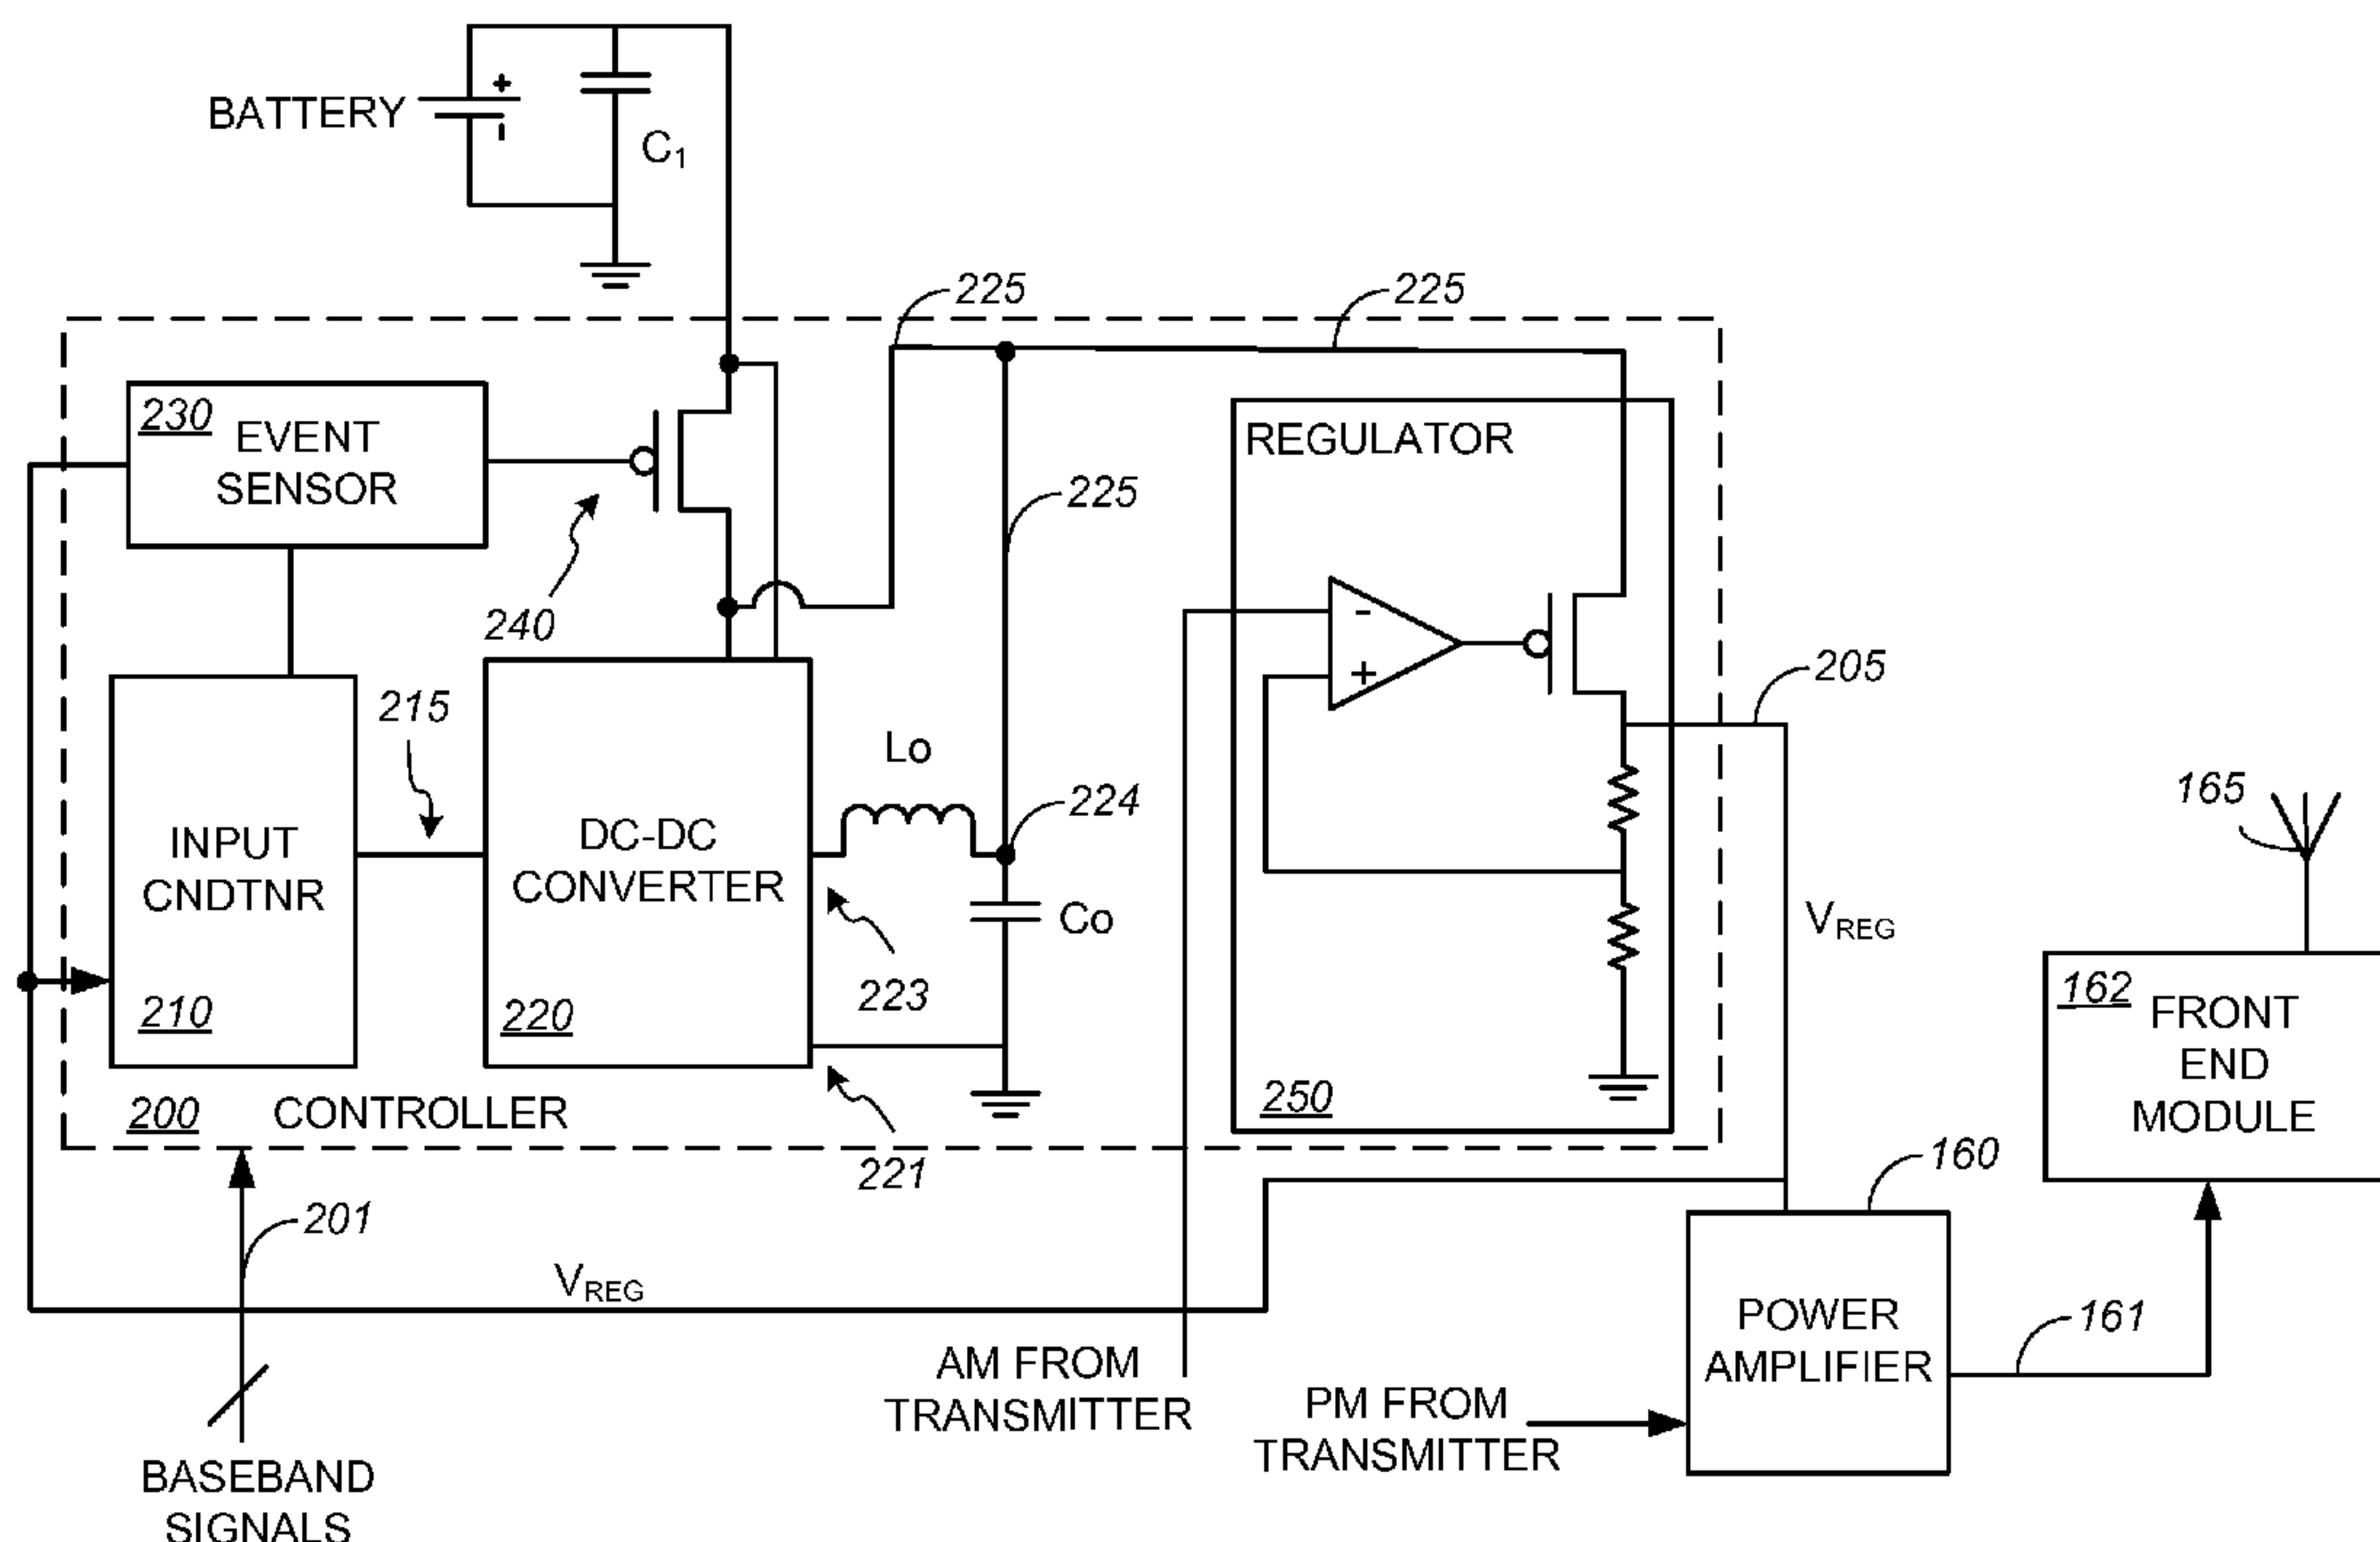 BATTERY
+
-
C₁
225
225
230
EVENT
SENSOR
REGULATOR
225
240
-
+
205
215
Lo
224
165
INPUT
CNDTNR
DC-DC
CONVERTER
Co
V_REG
223
210
220
162
FRONT
END
MODULE
200 CONTROLLER
250
221
160
201
V_REG
POWER
AMPLIFIER
161
AM FROM
TRANSMITTER
PM FROM
TRANSMITTER
BASEBAND
SIGNALS